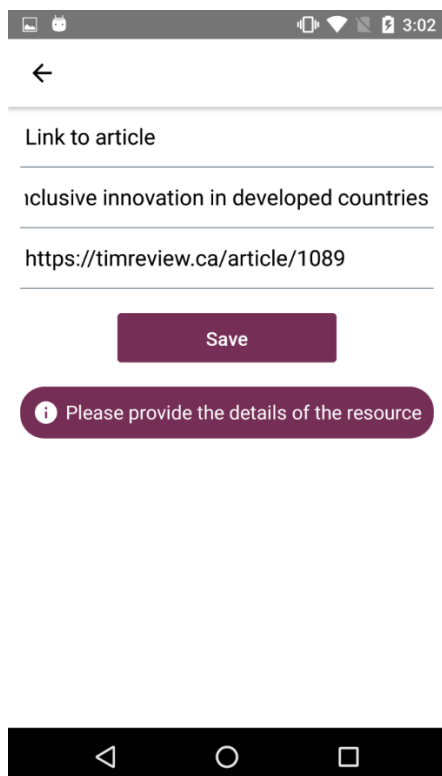 3:02
Link to article
nclusive innovation in developed countries
https://timreview.ca/article/1089
Save
Please provide the details of the resource